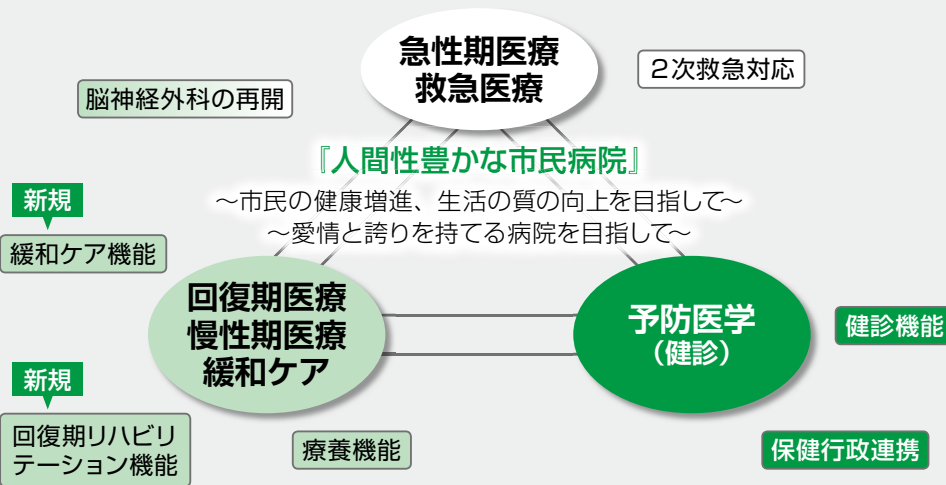 急性期医療
救急医療
2次救急対応
脳神経外科の再開
『人間性豊かな市民病院』
～市民の健康増進、生活の質の向上を目指して～
～愛情と誇りを持てる病院を目指して～
新規
緩和ケア機能
回復期医療
慢性期医療
緩和ケア
予防医学
（健診）
健診機能
新規
回復期リハビリ
テーション機能
療養機能
保健行政連携